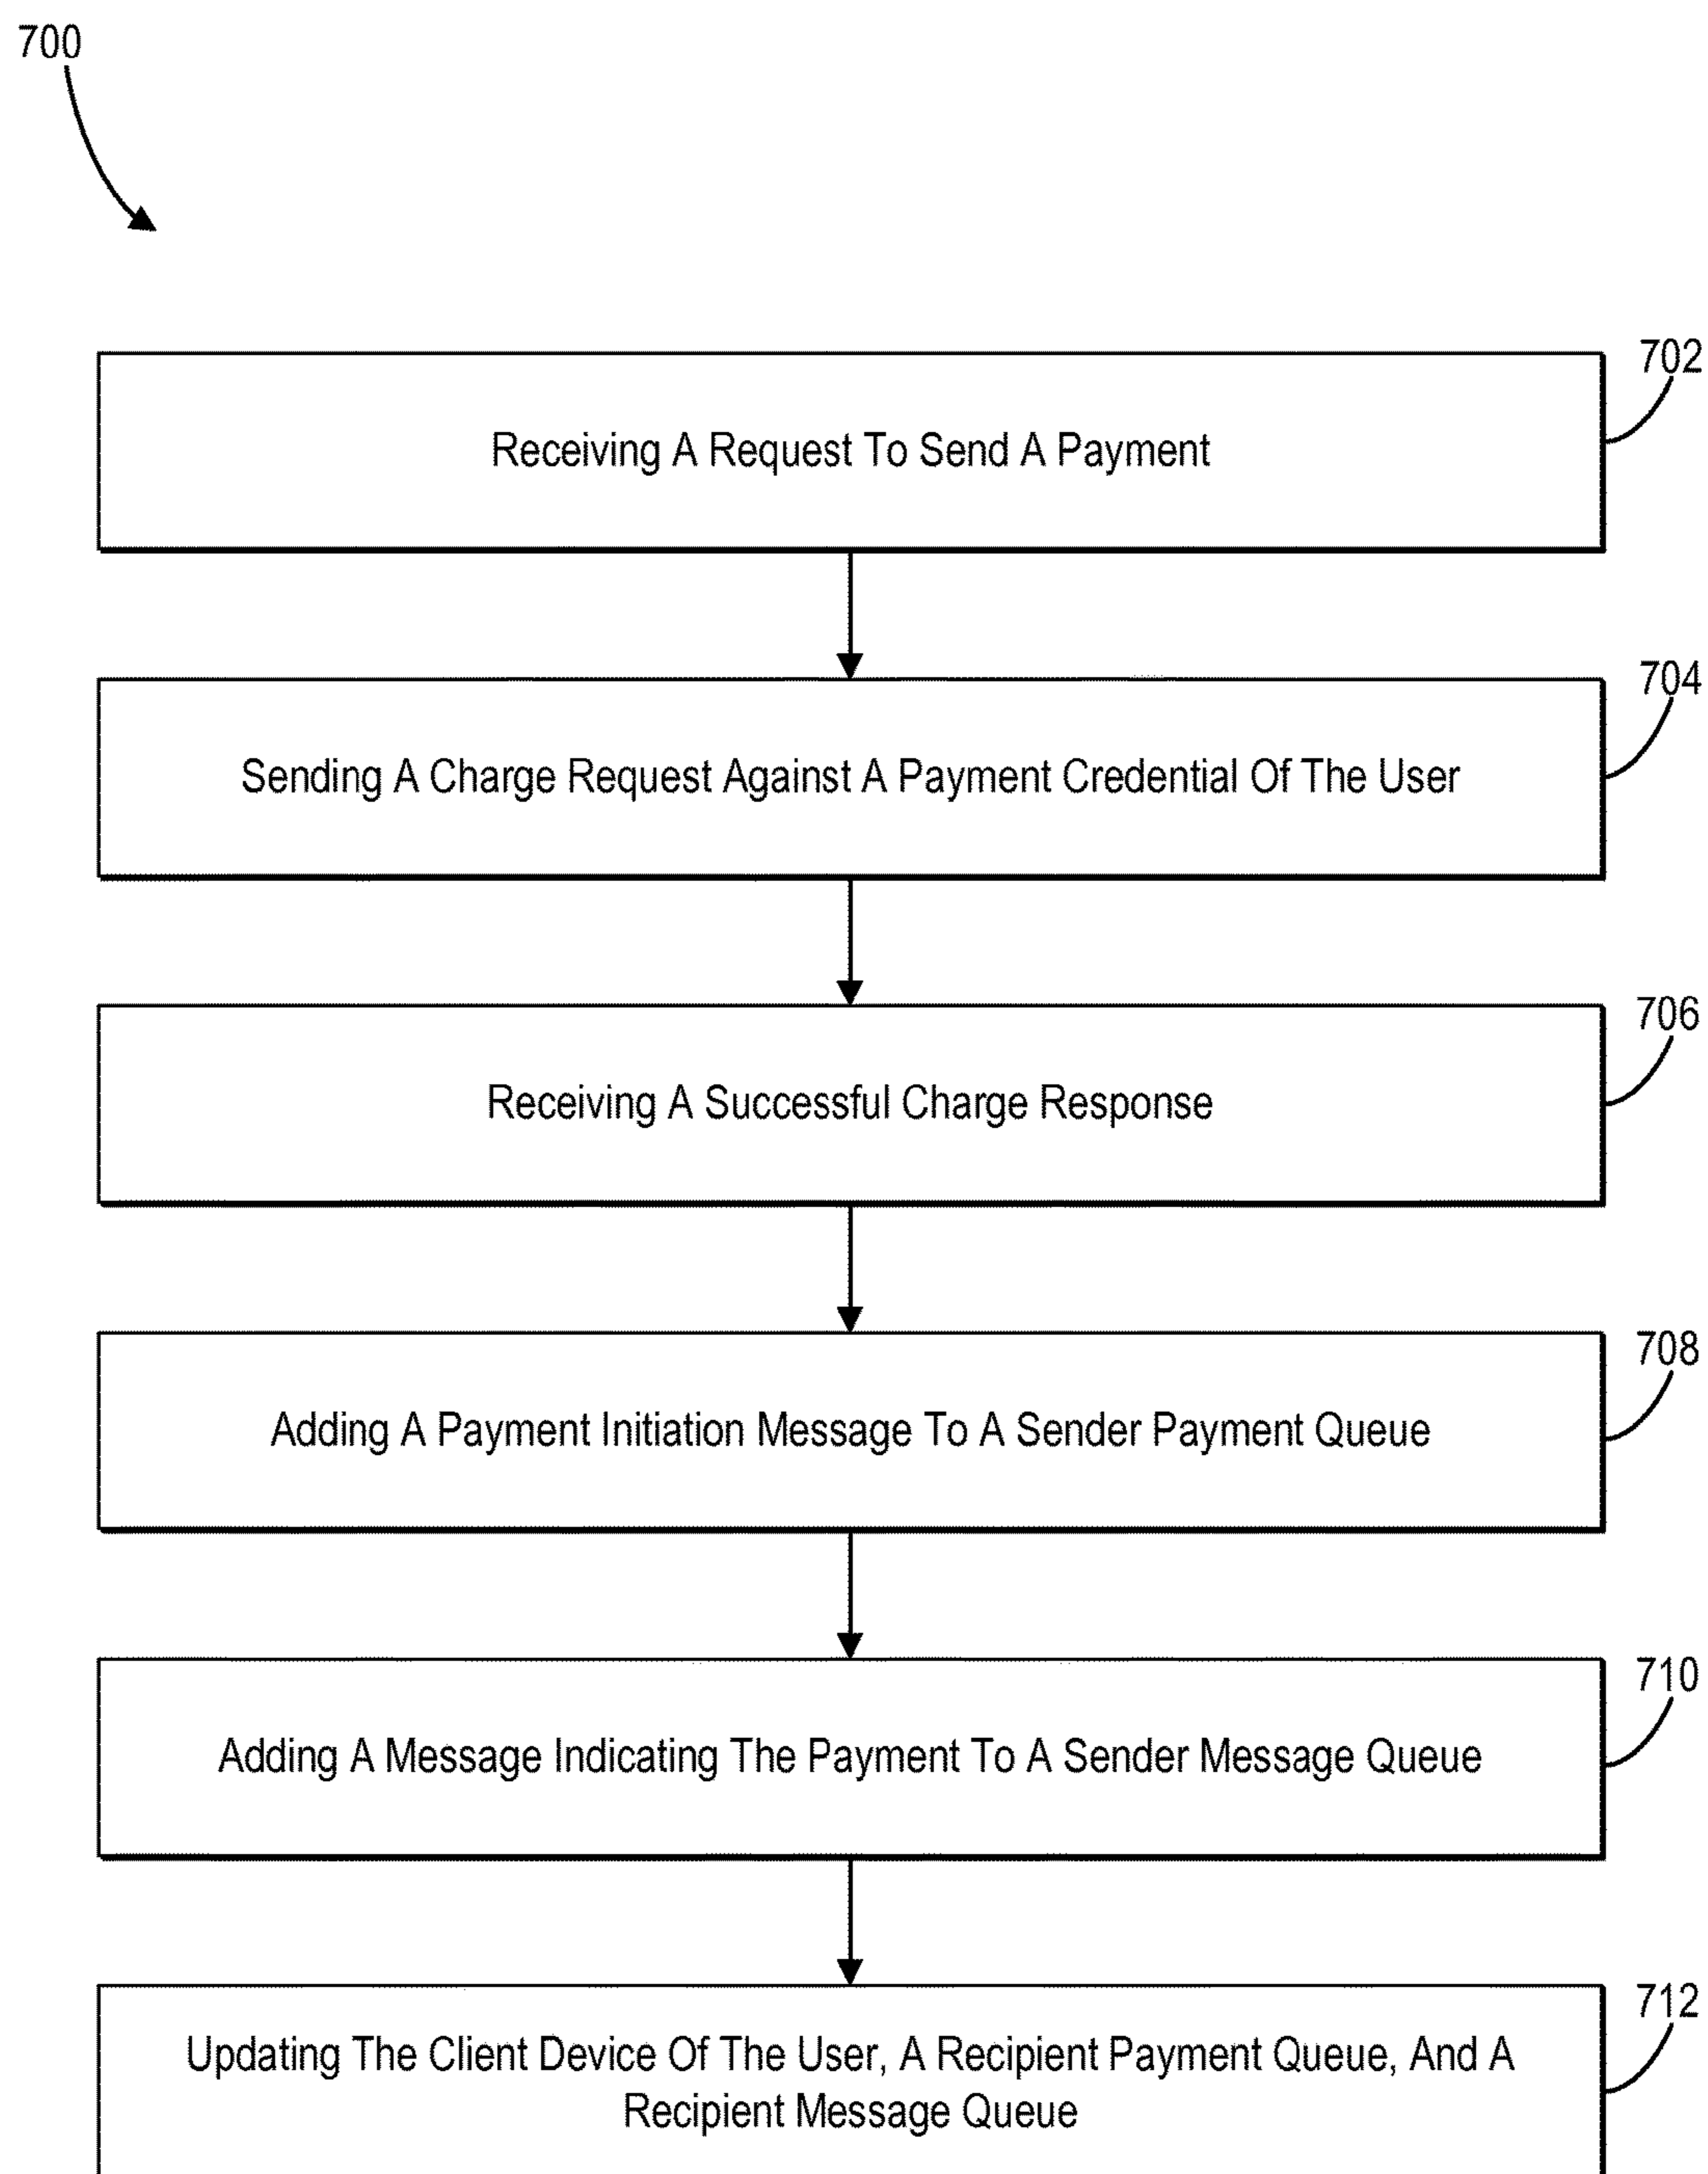 700
702
Receiving A Request To Send A Payment
704
Sending A Charge Request Against A Payment Credential Of The User
706
Receiving A Successful Charge Response
708
Adding A Payment Initiation Message To A Sender Payment Queue
710
Adding A Message Indicating The Payment To A Sender Message Queue
712
Updating The Client Device Of The User, A Recipient Payment Queue, And A
Recipient Message Queue